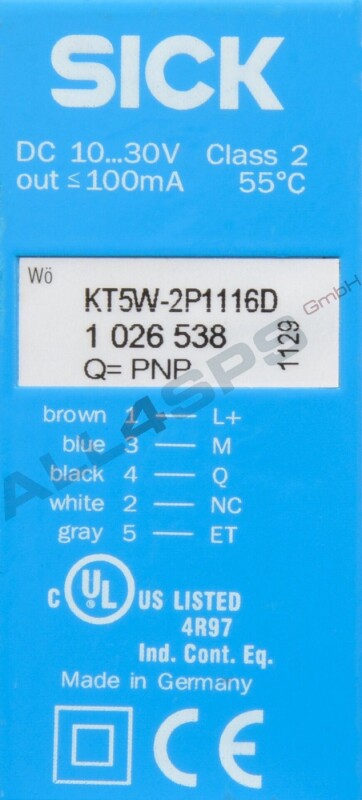 SICK
DC 10...30V Class 2
out ≤ 100mA 55°C
Wö
KT5W-2P1116D
1 026 538
Q= PNP
1129
brown 1 — L+
blue 3 — M
black 4 — Q
white 2 — NC
gray 5 — ET
C UL US LISTED
4R97
Ind. Cont. Eq.
Made in Germany
CE
ALL4SPS GmbH